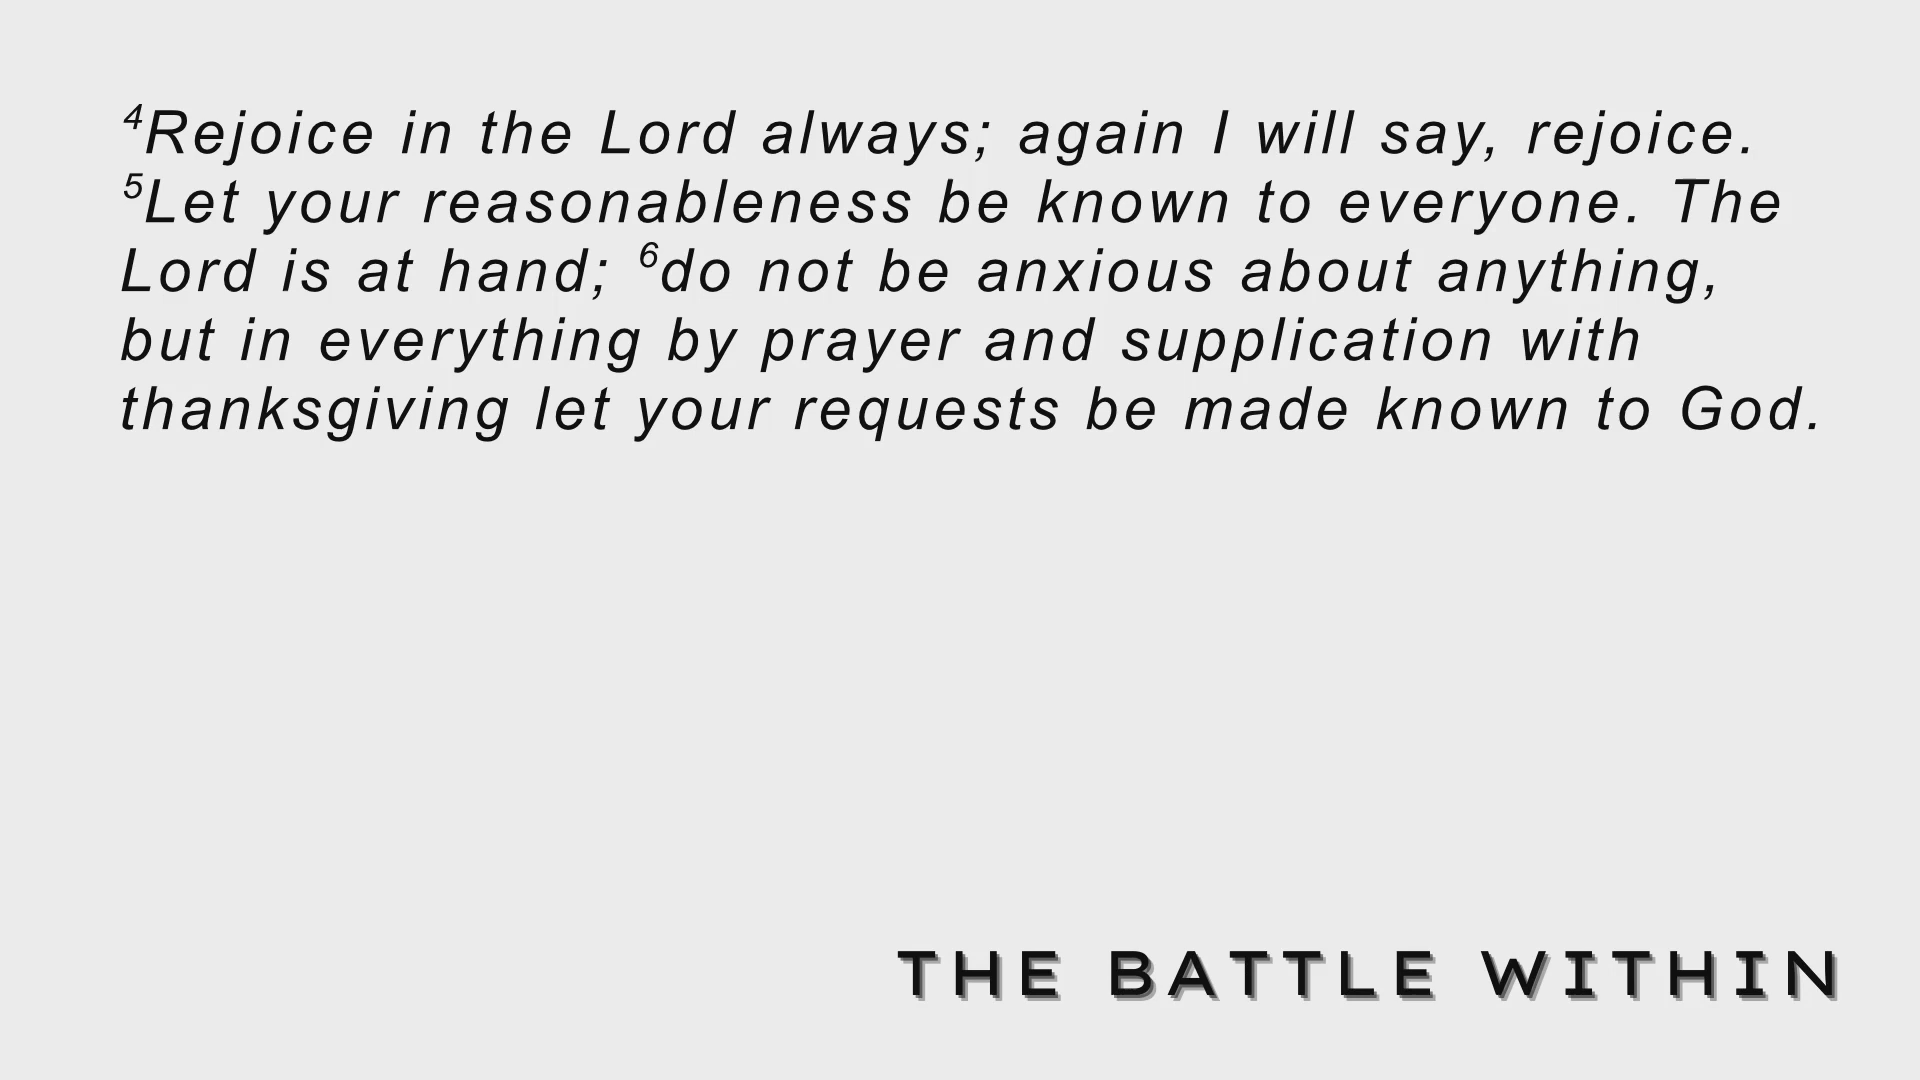 ⁴Rejoice in the Lord always; again I will say, rejoice.
⁵Let your reasonableness be known to everyone. The
Lord is at hand; ⁶do not be anxious about anything,
but in everything by prayer and supplication with
thanksgiving let your requests be made known to God.
THE BATTLE WITHIN